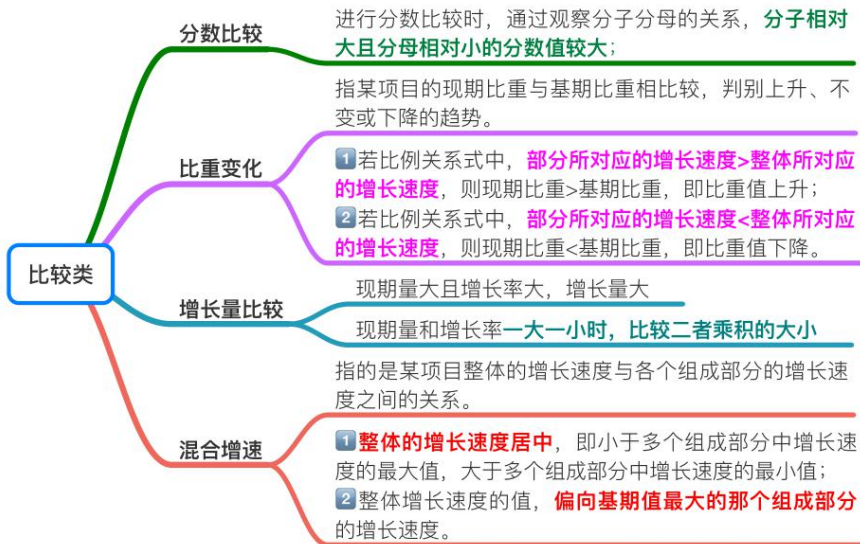 比较类
分数比较
进行分数比较时，通过观察分子分母的关系，分子相对
大且分母相对小的分数值较大；
比重变化
指某项目的现期比重与基期比重相比较，判别上升、不
变或下降的趋势。
1若比例关系式中，部分所对应的增长速度>整体所对应
的增长速度，则现期比重>基期比重，即比重值上升；
2若比例关系式中，部分所对应的增长速度<整体所对应
的增长速度，则现期比重<基期比重，即比重值下降。
增长量比较
现期量大且增长率大，增长量大
现期量和增长率一大一小时，比较二者乘积的大小
混合增速
指的是某项目整体的增长速度与各个组成部分的增长速
度之间的关系。
1整体的增长速度居中，即小于多个组成部分中增长速
度的最大值，大于多个组成部分中增长速度的最小值；
2整体增长速度的值，偏向基期值最大的那个组成部分
的增长速度。